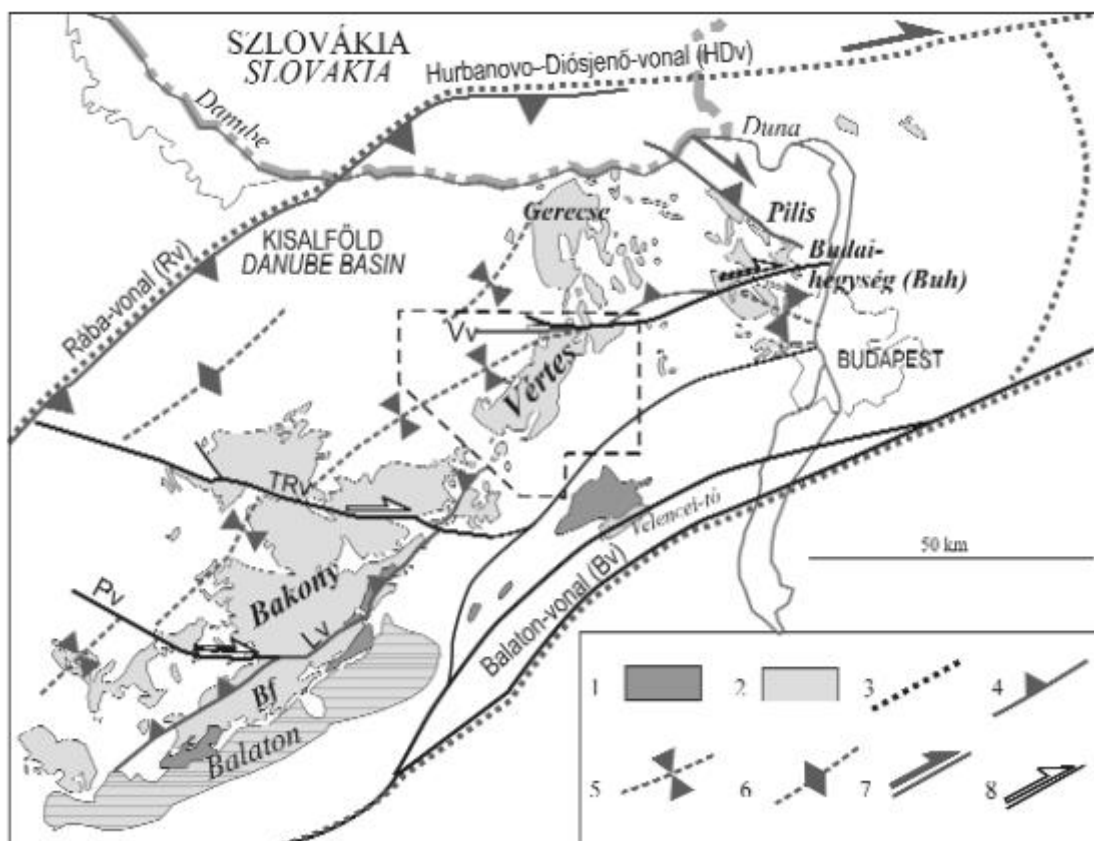 SZLOVÁKIA
SLOVAKIA
Hurbanovo–Diósjenő-vonal (HDv)
Danube
Duna
Gerecse
Pilis
KISALFÖLD
DANUBE BASIN
Budai-
hegység (Buh)
Rába-vonal (Rv)
Vv
Vértes
BUDAPEST
TRv
Velencei-tó
50 km
Bakony
Pv
Lv
Balaton-vonal (Bv)
Bf
Balaton
1
2
3
4
5
6
7
8